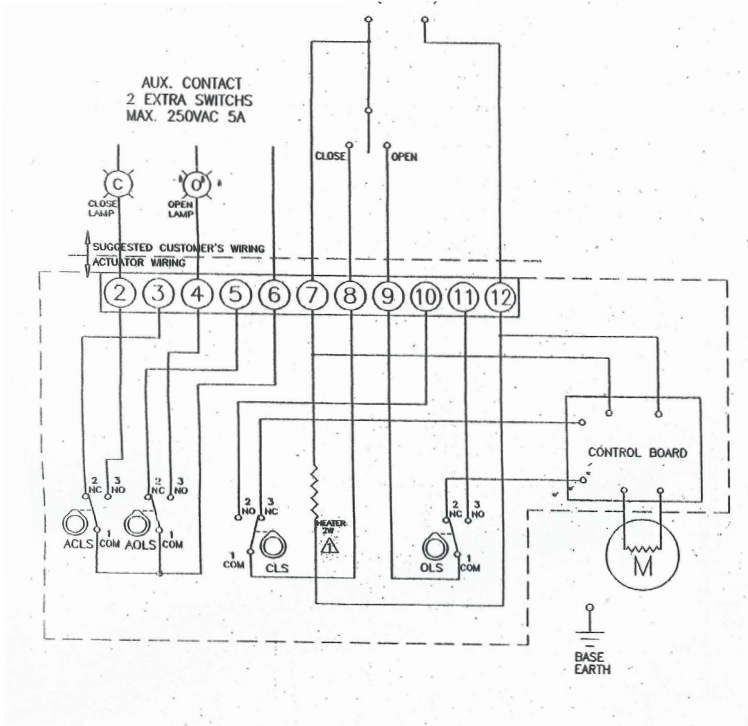 AUX. CONTACT
2 EXTRA SWITCHS
MAX. 250VAC 5A
CLOSE
OPEN
C
O
CLOSE
LAMP
OPEN
LAMP
SUGGESTED CUSTOMER'S WIRING
ACTUATOR WIRING
2 3 4 5 6 7 8 9 10 11 12
CONTROL BOARD
2
NC
3
NO
2
NC
3
NO
2
NO
3
NC
HEATER
2W
1
2
NC
3
NO
1
COM
ACLS
1
COM
AOLS
1
COM
CLS
1
COM
OLS
M
BASE
EARTH